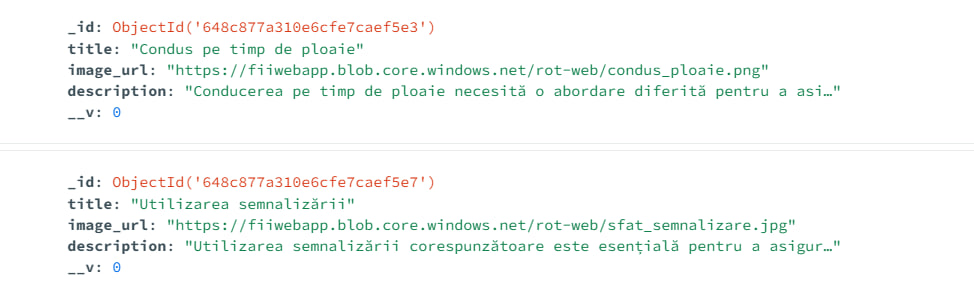 _id: ObjectId('648c877a310e6cfe7caef5e3')
title: "Condus pe timp de ploaie"
image_url: "https://fiiwebapp.blob.core.windows.net/rot-web/condus_ploaie.png"
description: "Conducerea pe timp de ploaie necesită o abordare diferită pentru a asi…"
__v: 0
_id: ObjectId('648c877a310e6cfe7caef5e7')
title: "Utilizarea semnalizării"
image_url: "https://fiiwebapp.blob.core.windows.net/rot-web/sfat_semnalizare.jpg"
description: "Utilizarea semnalizării corespunzătoare este esențială pentru a asigur…"
__v: 0